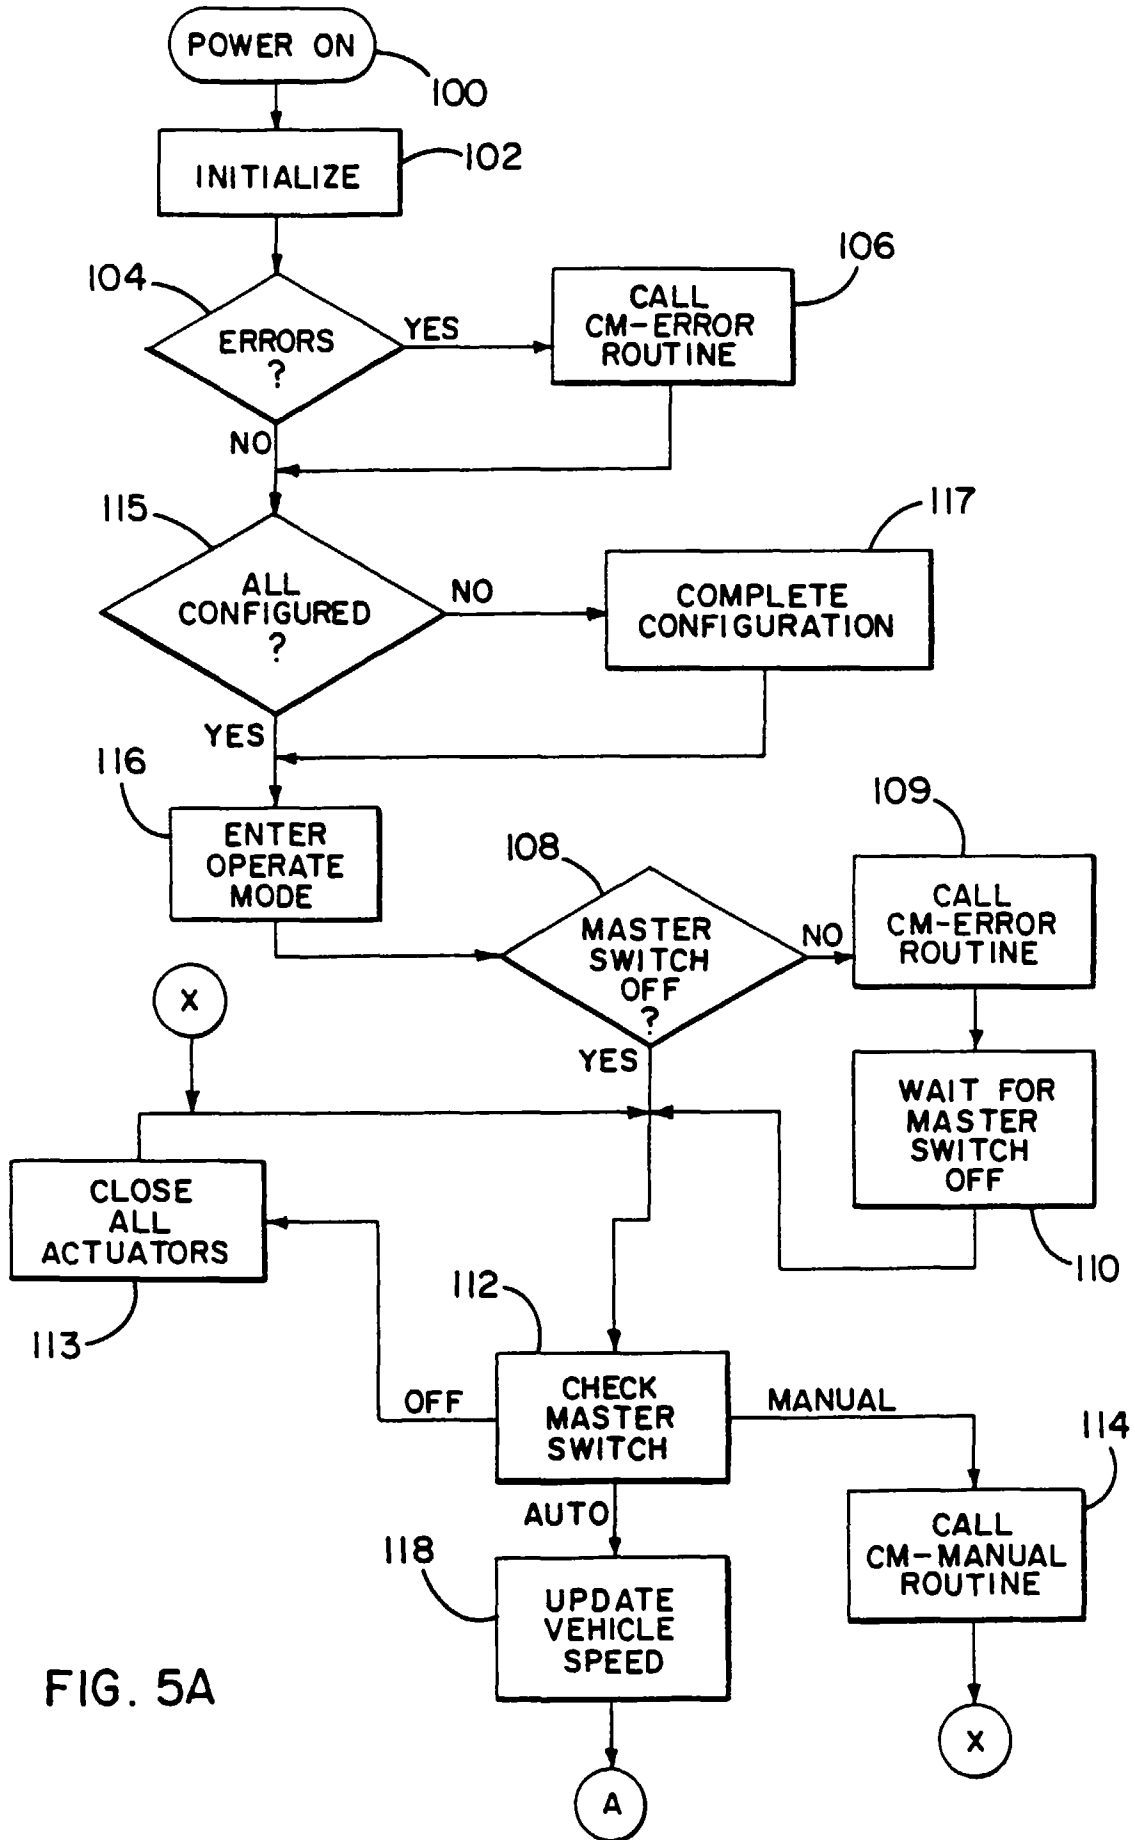 POWER ON
100
INITIALIZE
102
104
ERRORS
?
YES
NO
106
CALL
CM-ERROR
ROUTINE
115
ALL
CONFIGURED
?
NO
YES
117
COMPLETE
CONFIGURATION
116
ENTER
OPERATE
MODE
108
MASTER
SWITCH
OFF
?
NO
YES
109
CALL
CM-ERROR
ROUTINE
X
WAIT FOR
MASTER
SWITCH
OFF
110
CLOSE
ALL
ACTUATORS
113
112
OFF
CHECK
MASTER
SWITCH
MANUAL
AUTO
114
CALL
CM-MANUAL
ROUTINE
118
UPDATE
VEHICLE
SPEED
X
A
FIG. 5A